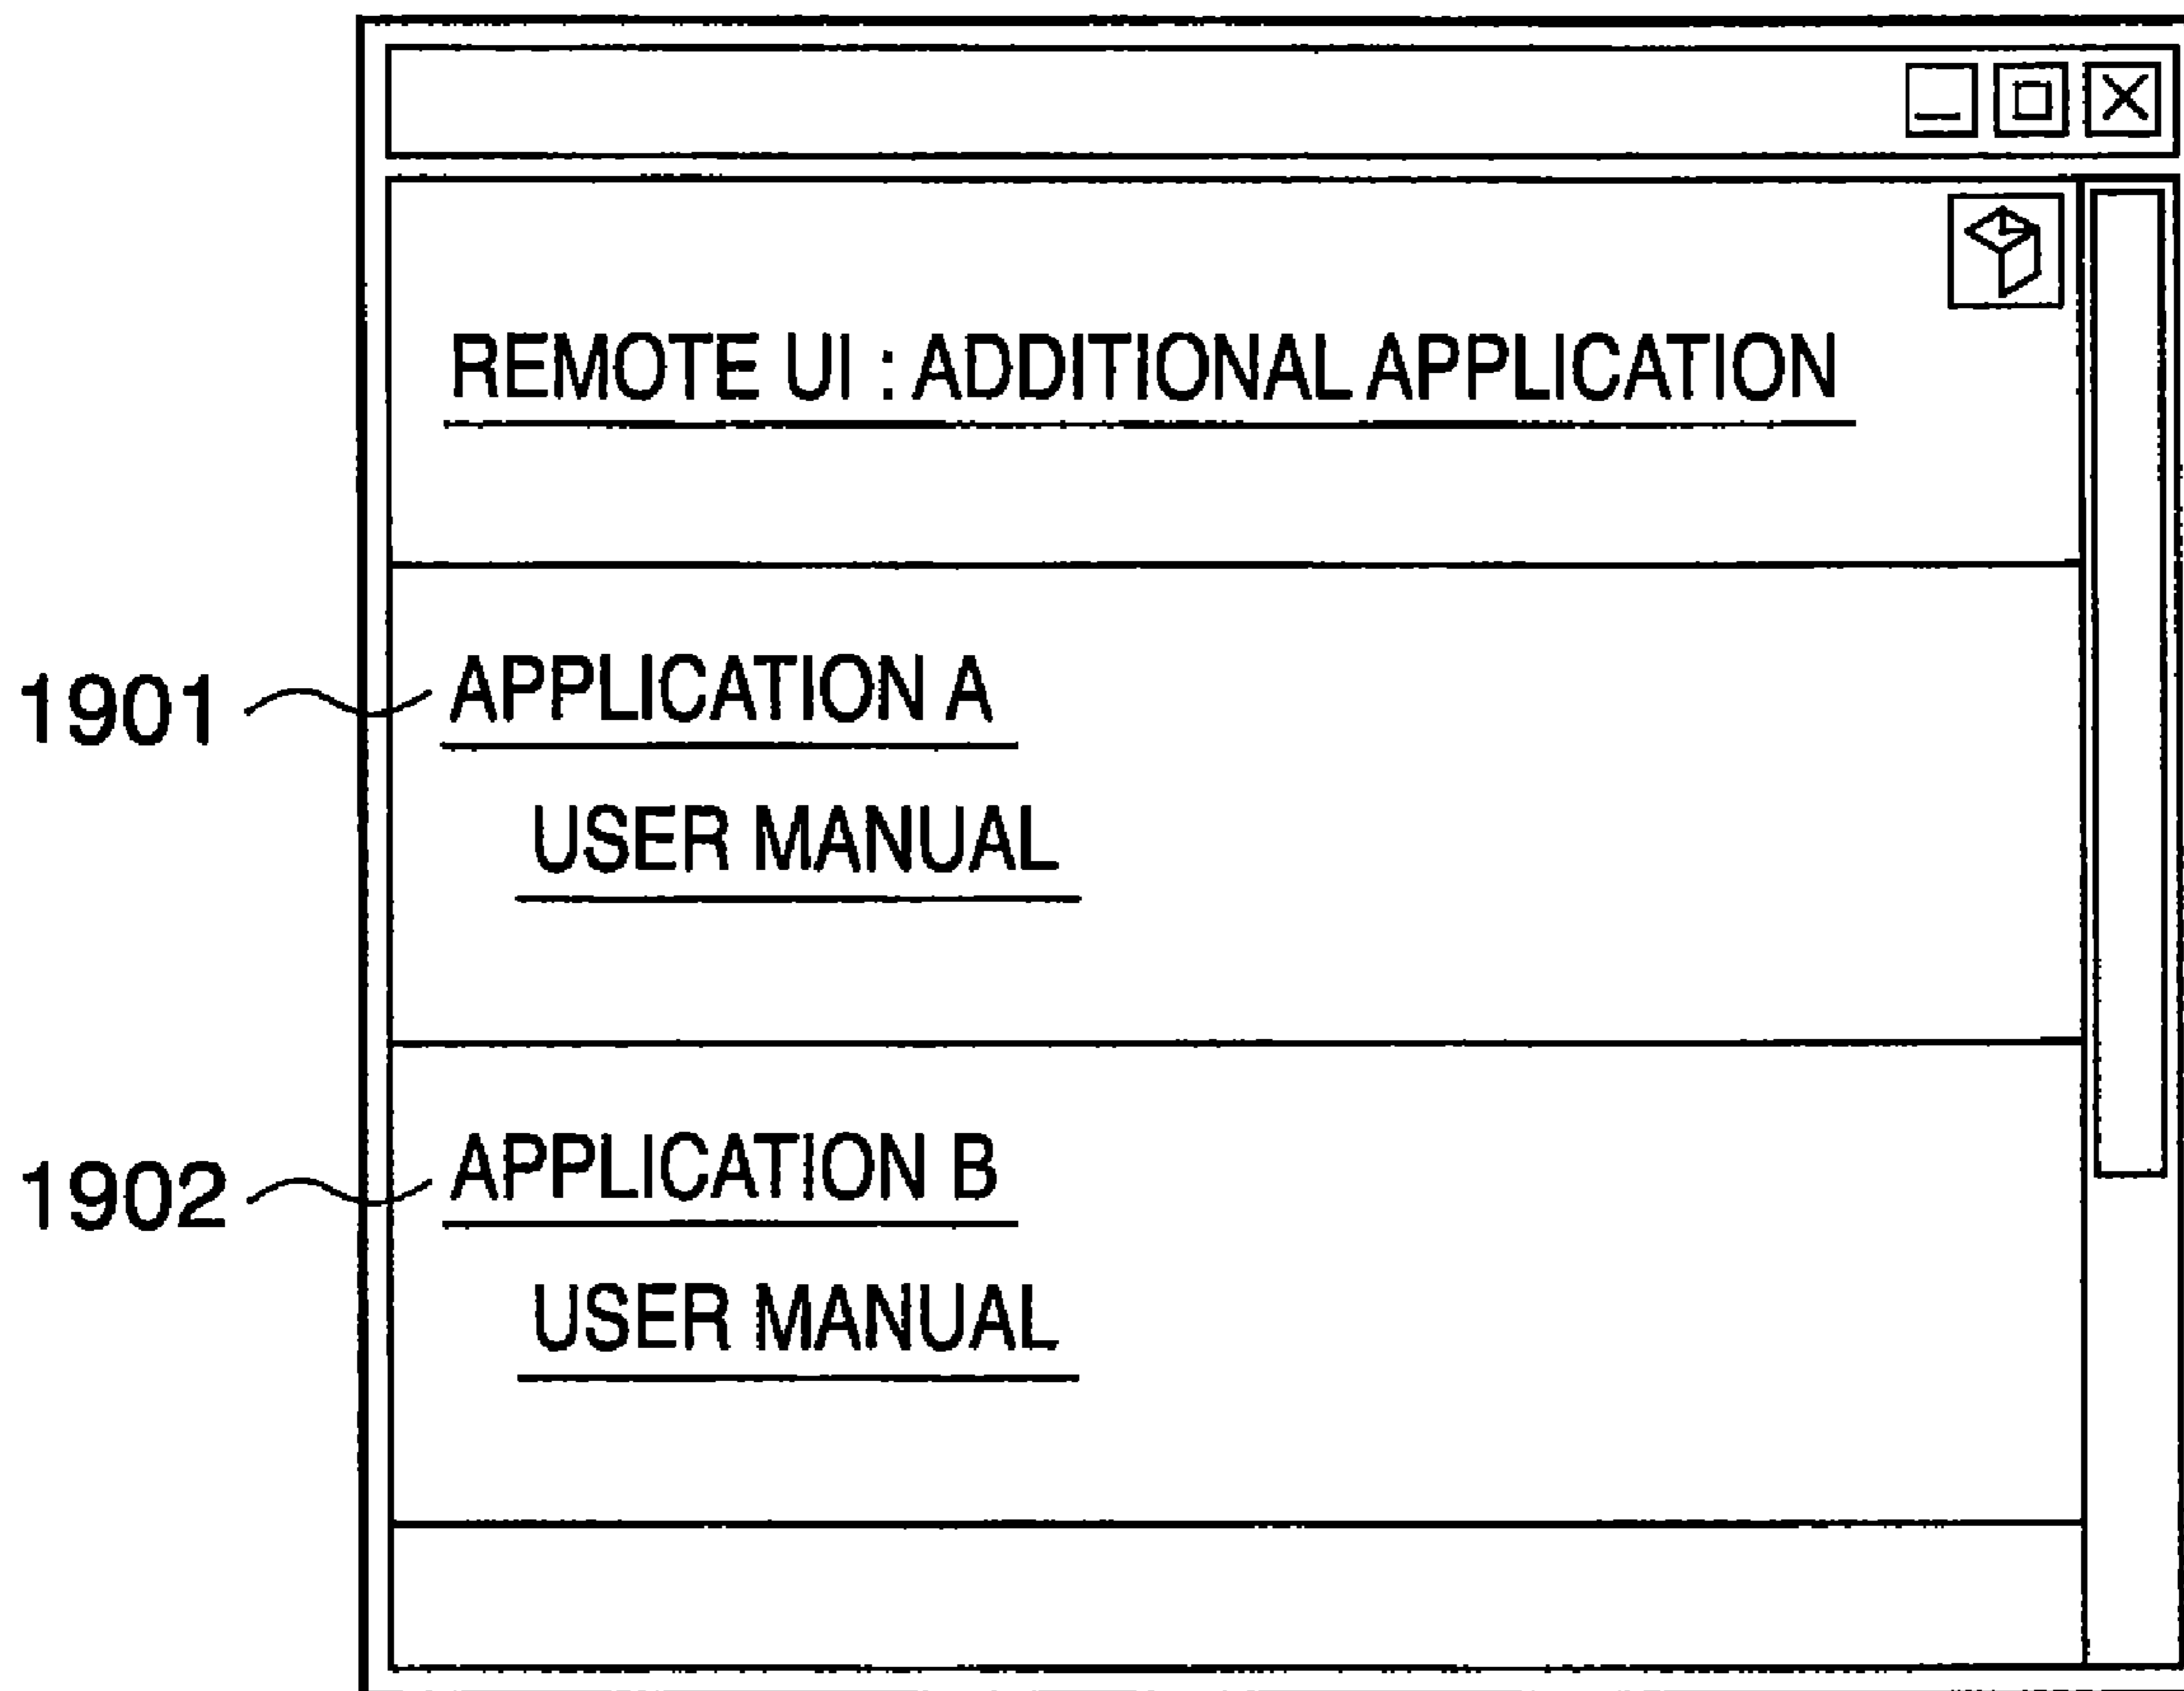 REMOTE UI : ADDITIONAL APPLICATION
1901 APPLICATION A
USER MANUAL
1902 APPLICATION B
USER MANUAL